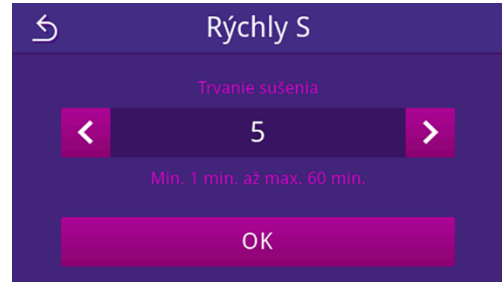 Rýchly S
Trvanie sušenia
5
Min. 1 min. až max. 60 min.
OK